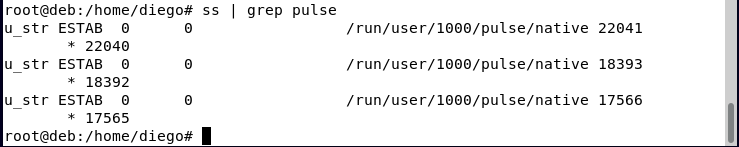 root@deb:/home/diego# ss | grep pulse
u_str ESTAB  0      0                   /run/user/1000/pulse/native 22041
       * 22040
u_str ESTAB  0      0                   /run/user/1000/pulse/native 18393
       * 18392
u_str ESTAB  0      0                   /run/user/1000/pulse/native 17566
       * 17565
root@deb:/home/diego#